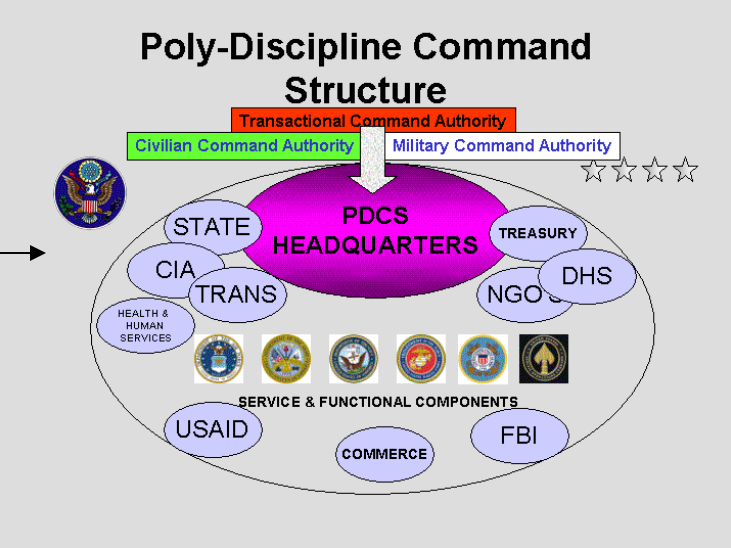 Poly-Discipline Command
Structure
Transactional Command Authority
Civilian Command Authority
Military Command Authority
PDCS
HEADQUARTERS
STATE
TREASURY
CIA
DHS
TRANS
NGO'S
HEALTH &
HUMAN
SERVICES
SERVICE & FUNCTIONAL COMPONENTS
USAID
FBI
COMMERCE